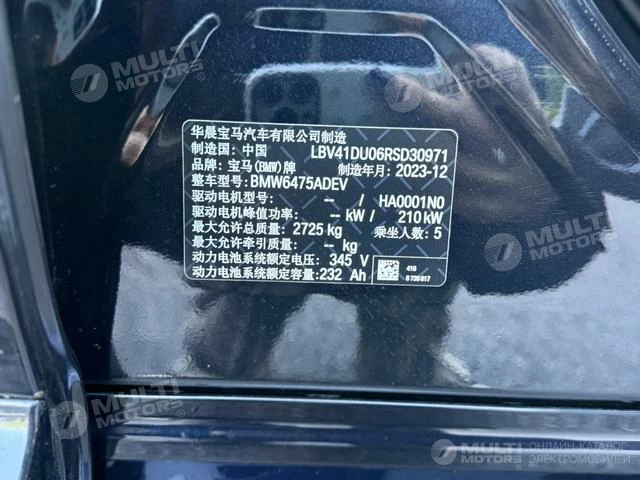 华晨宝马汽车有限公司制造
制造国: 中国 LBV41DU06RSD30971
品牌: 宝马(BMW)牌 制造年月: 2023-12
整车型号: BMW6475ADEV
驱动电机型号: -- / HA0001N0
驱动电机峰值功率: -- kW / 210 kW
最大允许总质量: 2725 kg 乘坐人数: 5
最大允许牵引质量: -- kg
动力电池系统额定电压: 345 V
动力电池系统额定容量:232 Ah
416
0 736 817
MULTI MOTORS
MULTI MOTORS
MULTI MOTORS
MULTI MOTORS
MULTI MOTORS
ОНЛАЙН-КАТАЛОГ
ЭЛЕКТРОМОБИЛЕЙ